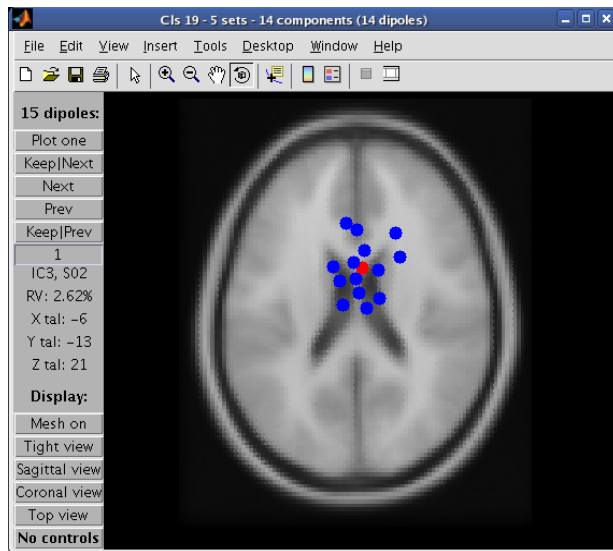 Cls 19 - 5 sets - 14 components (14 dipoles)
File Edit View Insert Tools Desktop Window Help
15 dipoles:
Plot one
Keep|Next
Next
Prev
Keep|Prev
1
IC3, S02
RV: 2.62%
X tal: -6
Y tal: -13
Z tal: 21
Display:
Mesh on
Tight view
Sagittal view
Coronal view
Top view
No controls